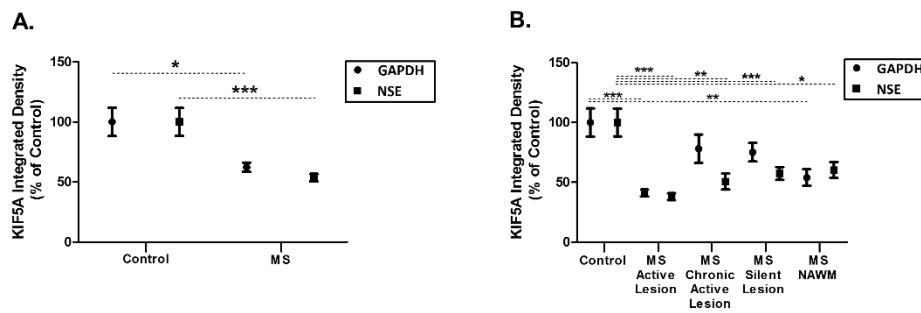 A.
KIF5A Integrated Density
(% of Control)
150
100
50
0
*
***
GAPDH
NSE
Control
MS
B.
KIF5A Integrated Density
(% of Control)
150
100
50
0
***
**
***
*
***
**
GAPDH
NSE
Control
MS
Active
Lesion
MS
Chronic
Active
Lesion
MS
Silent
Lesion
MS
NAWM